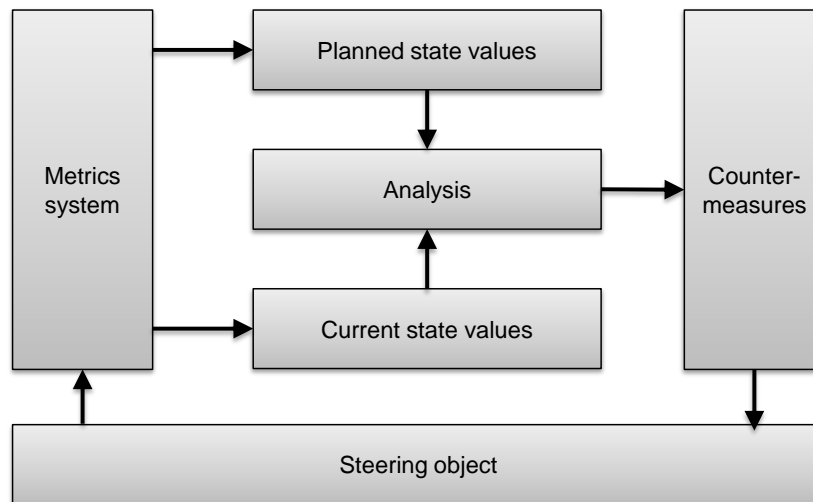 Planned state values
Metrics
system
Analysis
Counter-
measures
Current state values
Steering object